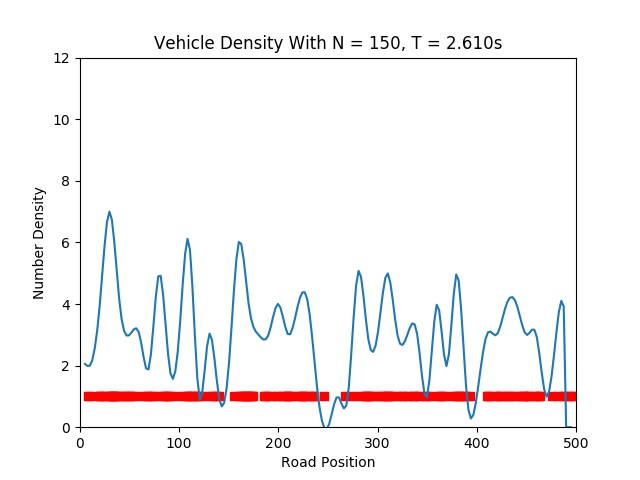 Vehicle Density With N = 150, T = 2.610s
12
10
8
6
4
2
0
Number Density
0 100 200 300 400 500
Road Position